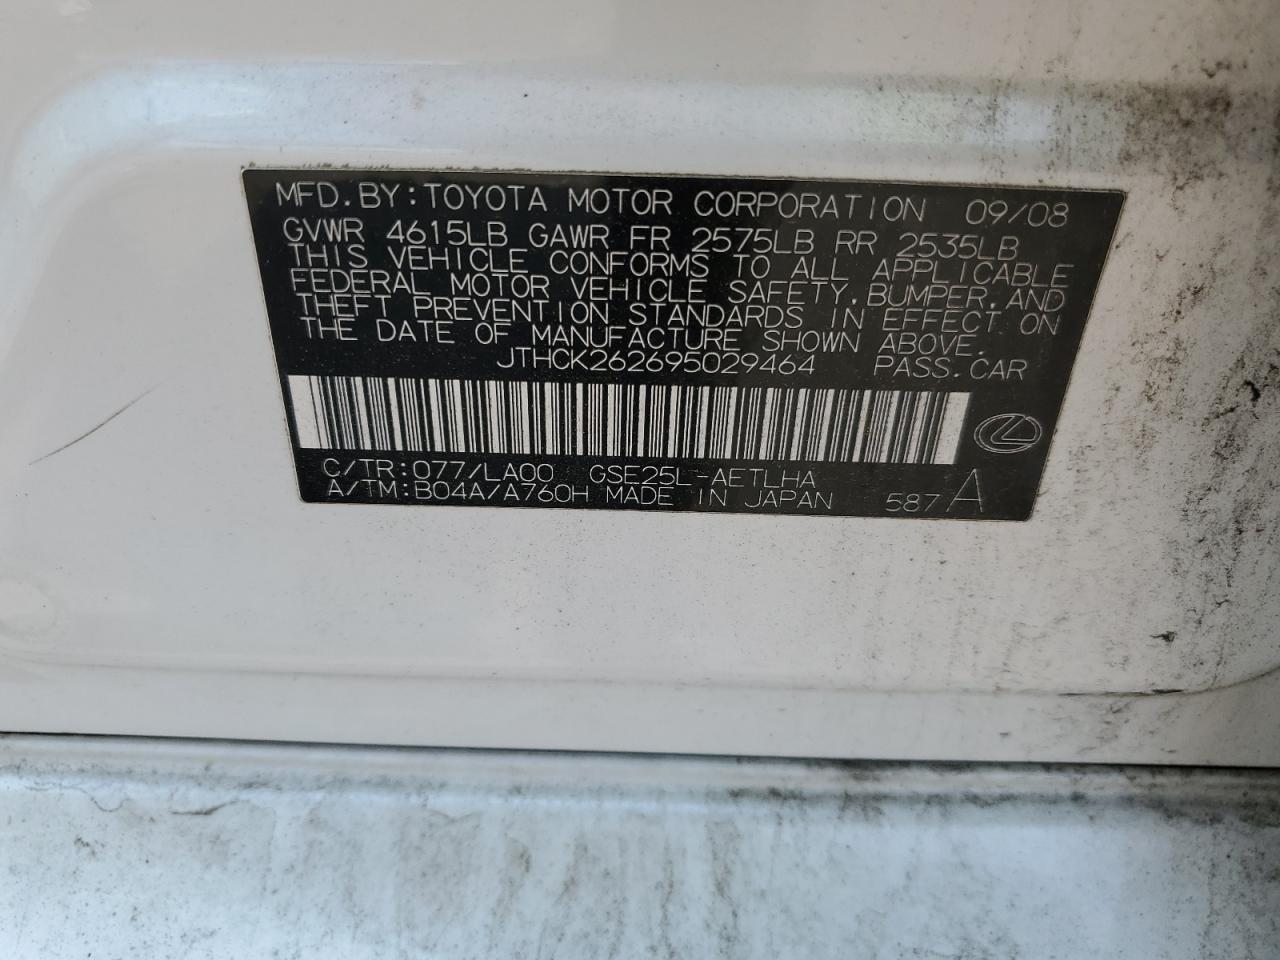 MFD. BY: TOYOTA MOTOR CORPORATION 09/08
GVWR 4615LB GAWR FR 2575LB RR 2535LB
THIS VEHICLE CONFORMS TO ALL APPLICABLE
FEDERAL MOTOR VEHICLE SAFETY, BUMPER, AND
THEFT PREVENTION STANDARDS IN EFFECT ON
THE DATE OF MANUFACTURE SHOWN ABOVE.
JTHCK262695029464 PASS. CAR
C/TR: 077/LA00 GSE25L-AETLHA
A/TM: B04A/A760H MADE IN JAPAN 587 A